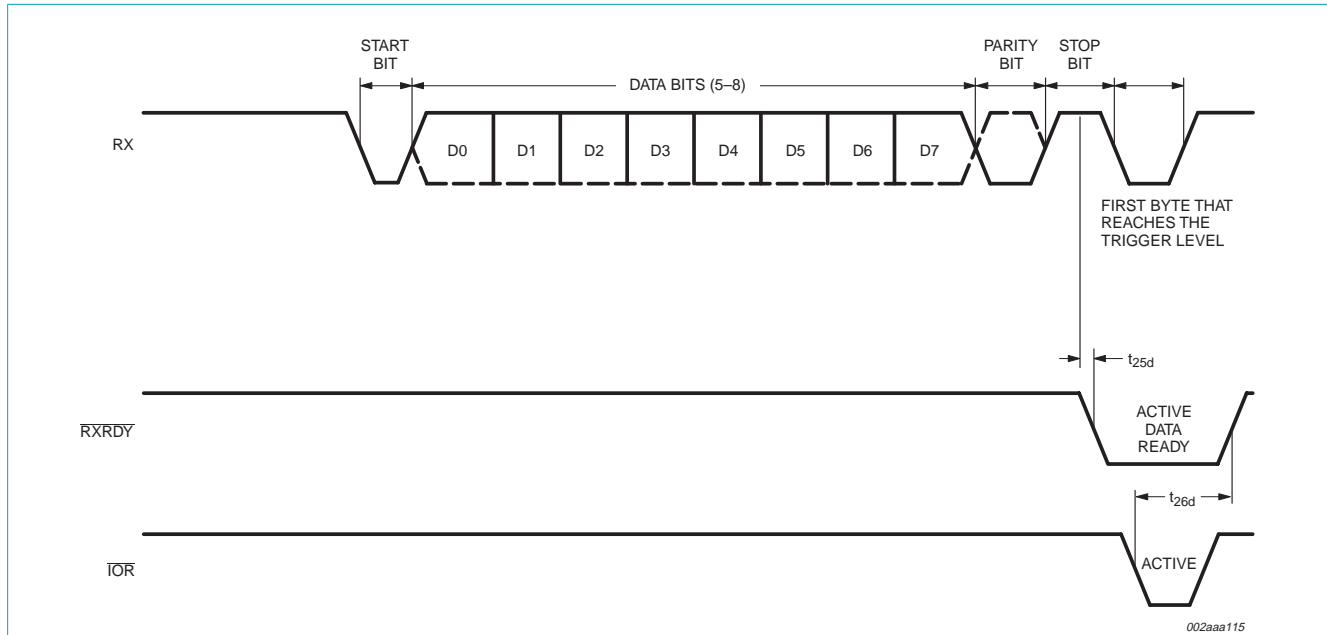 START
BIT
DATA BITS (5–8)
PARITY
BIT
STOP
BIT
RX
D0
D1
D2
D3
D4
D5
D6
D7
FIRST BYTE THAT
REACHES THE
TRIGGER LEVEL
t25d
RXRDY
ACTIVE
DATA
READY
t26d
IOR
ACTIVE
002aaa115